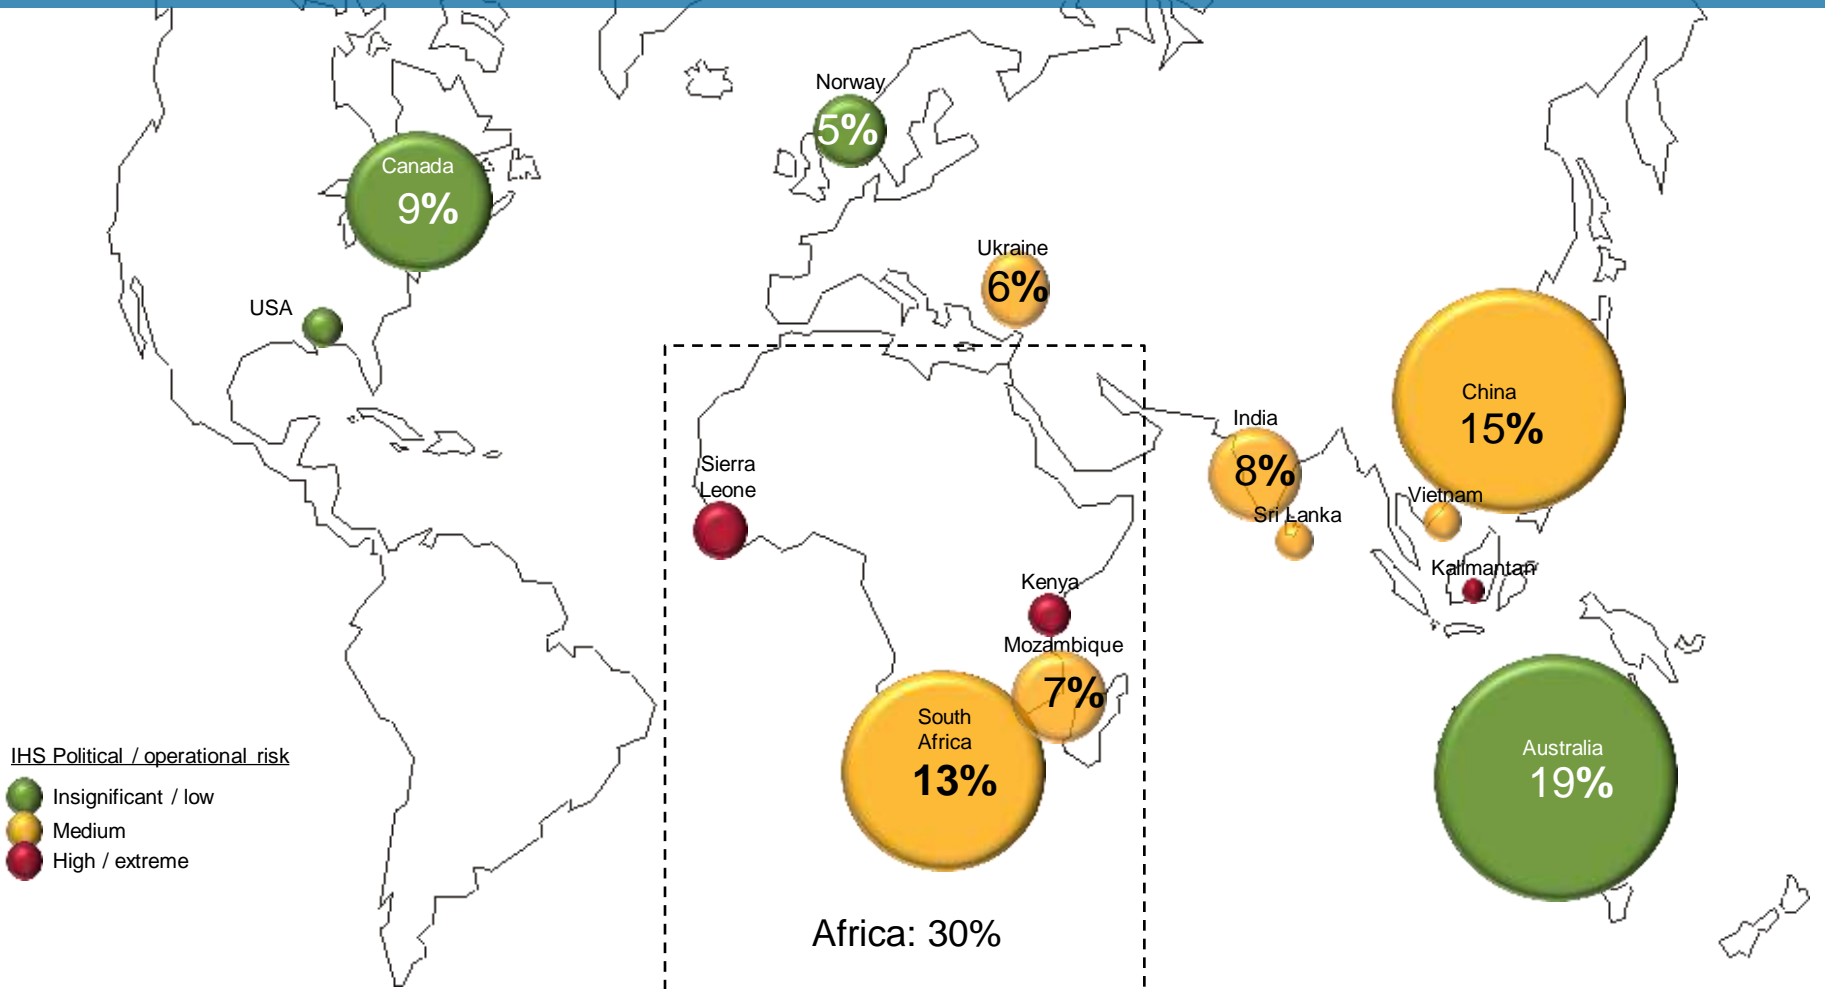 Norway
5%
Canada
9%
Ukraine
6%
USA
China
15%
India
8%
Sierra
Leone
Vietnam
Sri Lanka
Kalimantan
Kenya
Mozambique
7%
South
Africa
13%
Australia
19%
IHS Political / operational risk
Insignificant / low
Medium
High / extreme
Africa: 30%